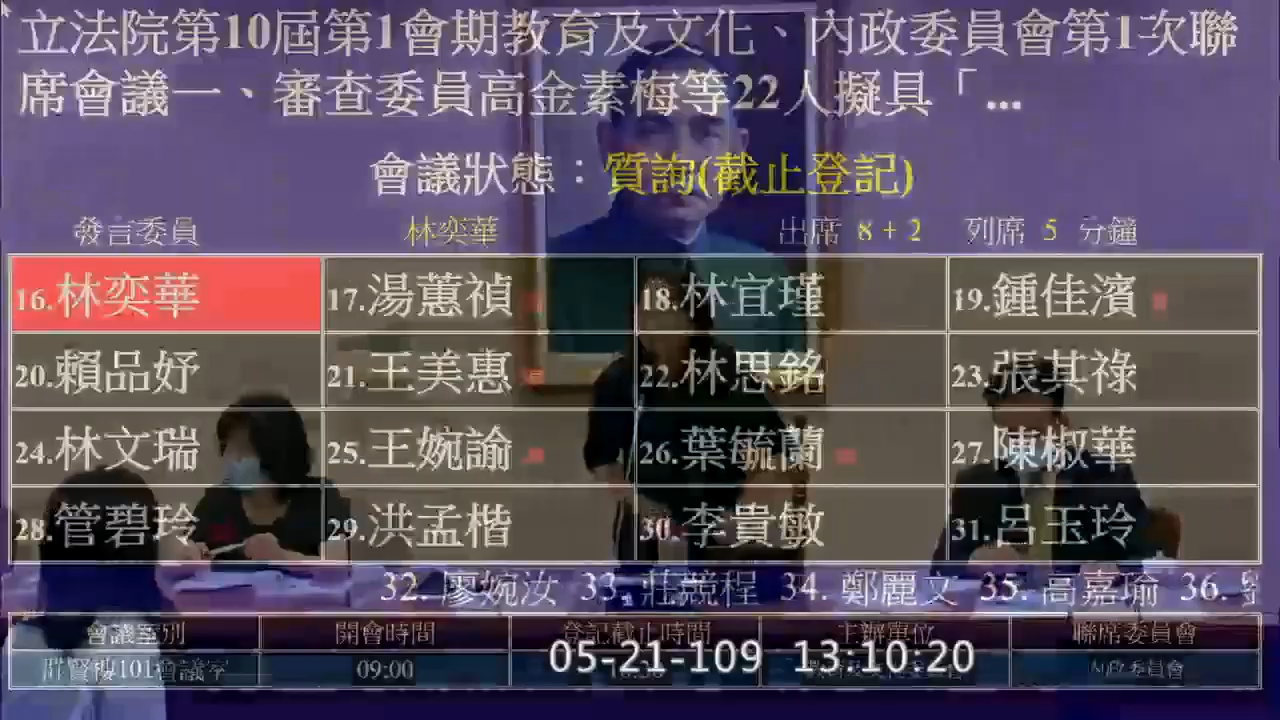 立法院第10屆第1會期教育及文化、內政委員會第1次聯
席會議一、審查委員高金素梅等22人擬具「...
會議狀態：質詢(截止登記)
發言委員 林奕華 出席 8+2 列席 5 分鐘
16.林奕華 17.湯蕙禎 18.林宜瑾 19.鍾佳濱
20.賴品妤 21.王美惠 22.林思銘 23.張其祿
24.林文瑞 25.王婉諭 26.葉毓蘭 27.陳椒華
28.管碧玲 29.洪孟楷 30.李貴敏 31.呂玉玲
32. 廖婉汝 33. 莊競程 34. 鄭麗文 35. 高嘉瑜 36.
會議室別 開會時間 登記截止時間 主辦單位 聯席委員會
群賢樓101會議室 09:00 內政委員會
05-21-109 13:10:20